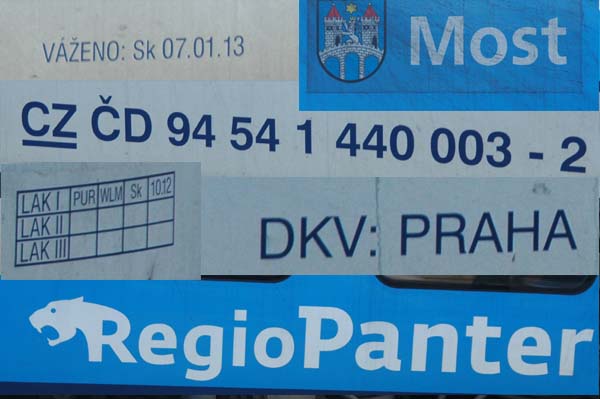 VÁŽENO: Sk 07.01.13
Most
CZ ČD 94 54 1 440 003 - 2
LAK I PUR WLM Sk 10.12
LAK II
LAK III
DKV: PRAHA
RegioPanter